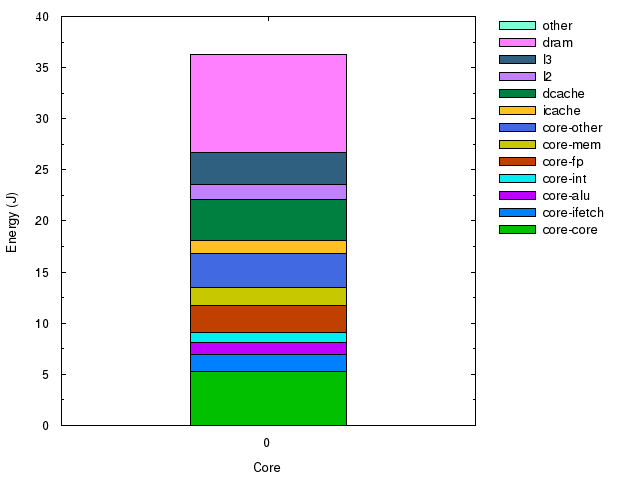 40
35
30
25
20
15
10
5
0
Energy (J)
0
Core
other
dram
l3
l2
dcache
icache
core-other
core-mem
core-fp
core-int
core-alu
core-ifetch
core-core